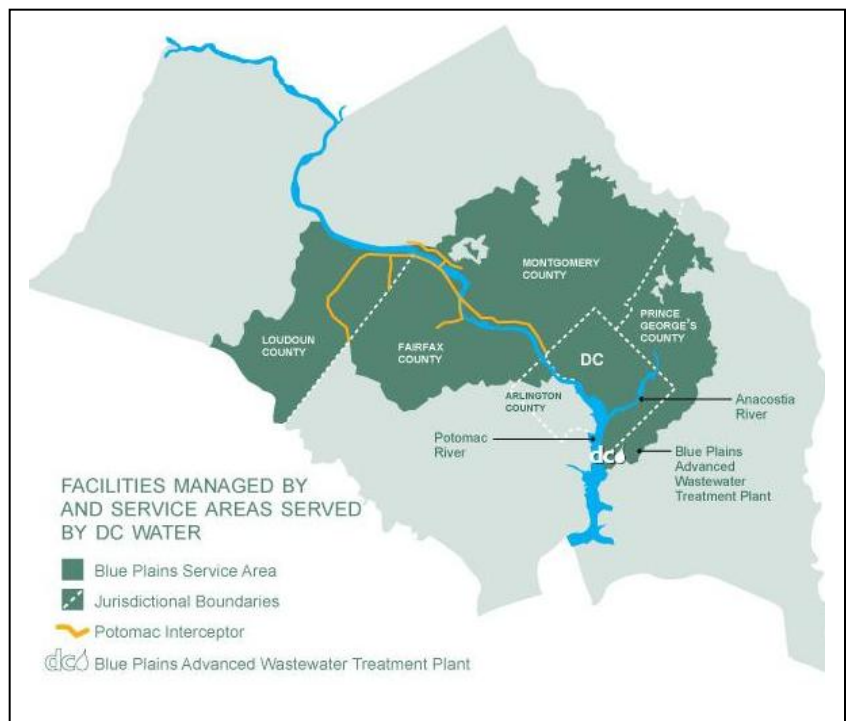 MONTGOMERY
COUNTY
PRINCE
GEORGE'S
COUNTY
LOUDOUN
COUNTY
FAIRFAX
COUNTY
DC
ARLINGTON
COUNTY
Anacostia
River
Potomac
River
dc
Blue Plains
Advanced
Wastewater
Treatment Plant
FACILITIES MANAGED BY
AND SERVICE AREAS SERVED
BY DC WATER
Blue Plains Service Area
Jurisdictional Boundaries
Potomac Interceptor
dc Blue Plains Advanced Wastewater Treatment Plant